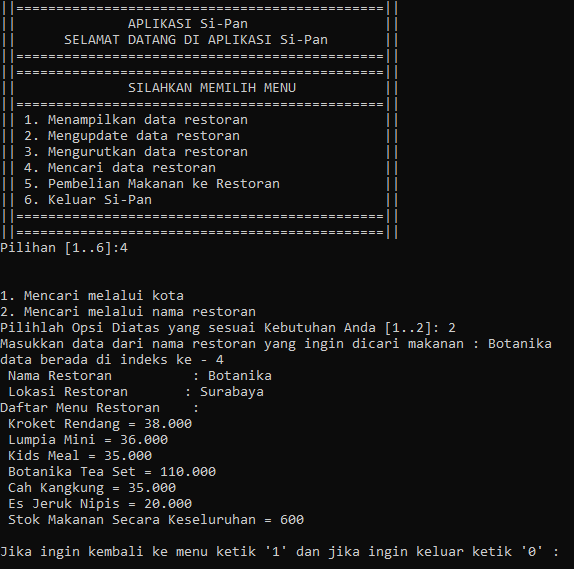 ||==============================================||
||              APLIKASI Si-Pan                 ||
||      SELAMAT DATANG DI APLIKASI Si-Pan       ||
||==============================================||
||==============================================||
||              SILAHKAN MEMILIH MENU           ||
||==============================================||
|| 1. Menampilkan data restoran                 ||
|| 2. Mengupdate data restoran                  ||
|| 3. Mengurutkan data restoran                 ||
|| 4. Mencari data restoran                     ||
|| 5. Pembelian Makanan ke Restoran             ||
|| 6. Keluar Si-Pan                             ||
||==============================================||
||==============================================||
Pilihan [1..6]:4
1. Mencari melalui kota
2. Mencari melalui nama restoran
Pilihlah Opsi Diatas yang sesuai Kebutuhan Anda [1..2]: 2
Masukkan data dari nama restoran yang ingin dicari makanan : Botanika
data berada di indeks ke - 4
 Nama Restoran          : Botanika
 Lokasi Restoran       : Surabaya
Daftar Menu Restoran    :
 Kroket Rendang = 38.000
 Lumpia Mini = 36.000
 Kids Meal = 35.000
 Botanika Tea Set = 110.000
 Cah Kangkung = 35.000
 Es Jeruk Nipis = 20.000
 Stok Makanan Secara Keseluruhan = 600
Jika ingin kembali ke menu ketik '1' dan jika ingin keluar ketik '0' :